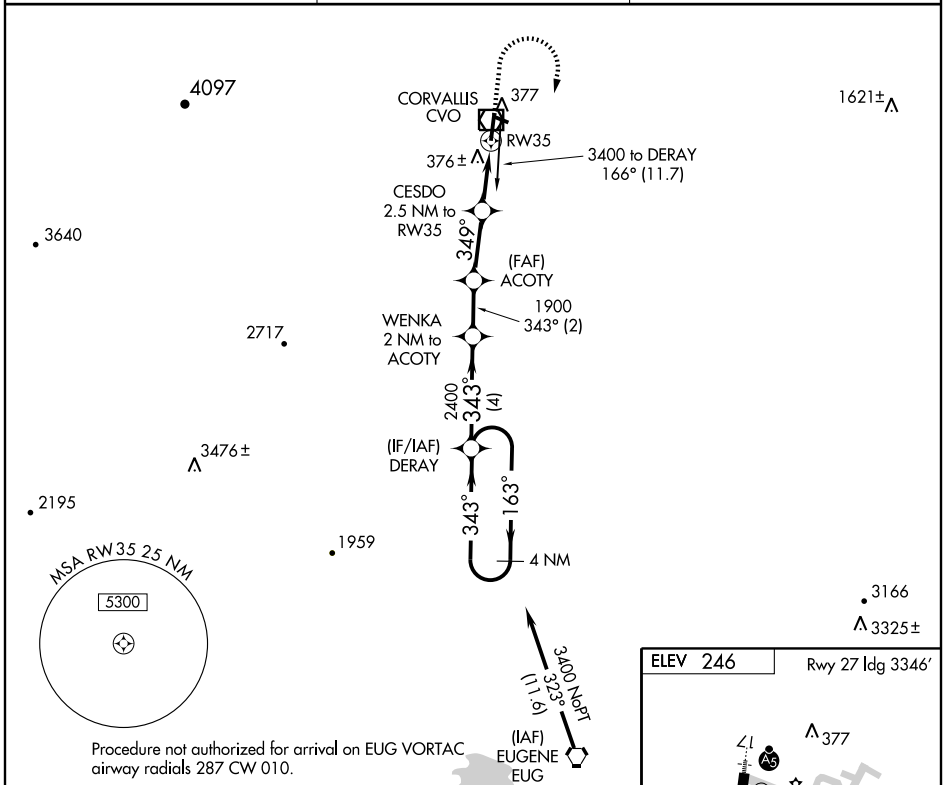 4097
CORVALLIS
CVO
377
1621±
RW35
376±
3400 to DERAY
166° (11.7)
CESDO
2.5 NM to
RW35
349°
3640
(FAF)
ACOTY
1900
343° (2)
WENKA
2 NM to
ACOTY
2717
2400
343°
(4)
(IF/IAF)
DERAY
3476±
343°
163°
2195
1959
4 NM
MSA RW35 25 NM
5300
3166
3325±
3400 NoPT
323°
(11.6)
(IAF)
EUGENE
EUG
Procedure not authorized for arrival on EUG VORTAC
airway radials 287 CW 010.
ELEV 246
Rwy 27 ldg 3346'
377
17
A5